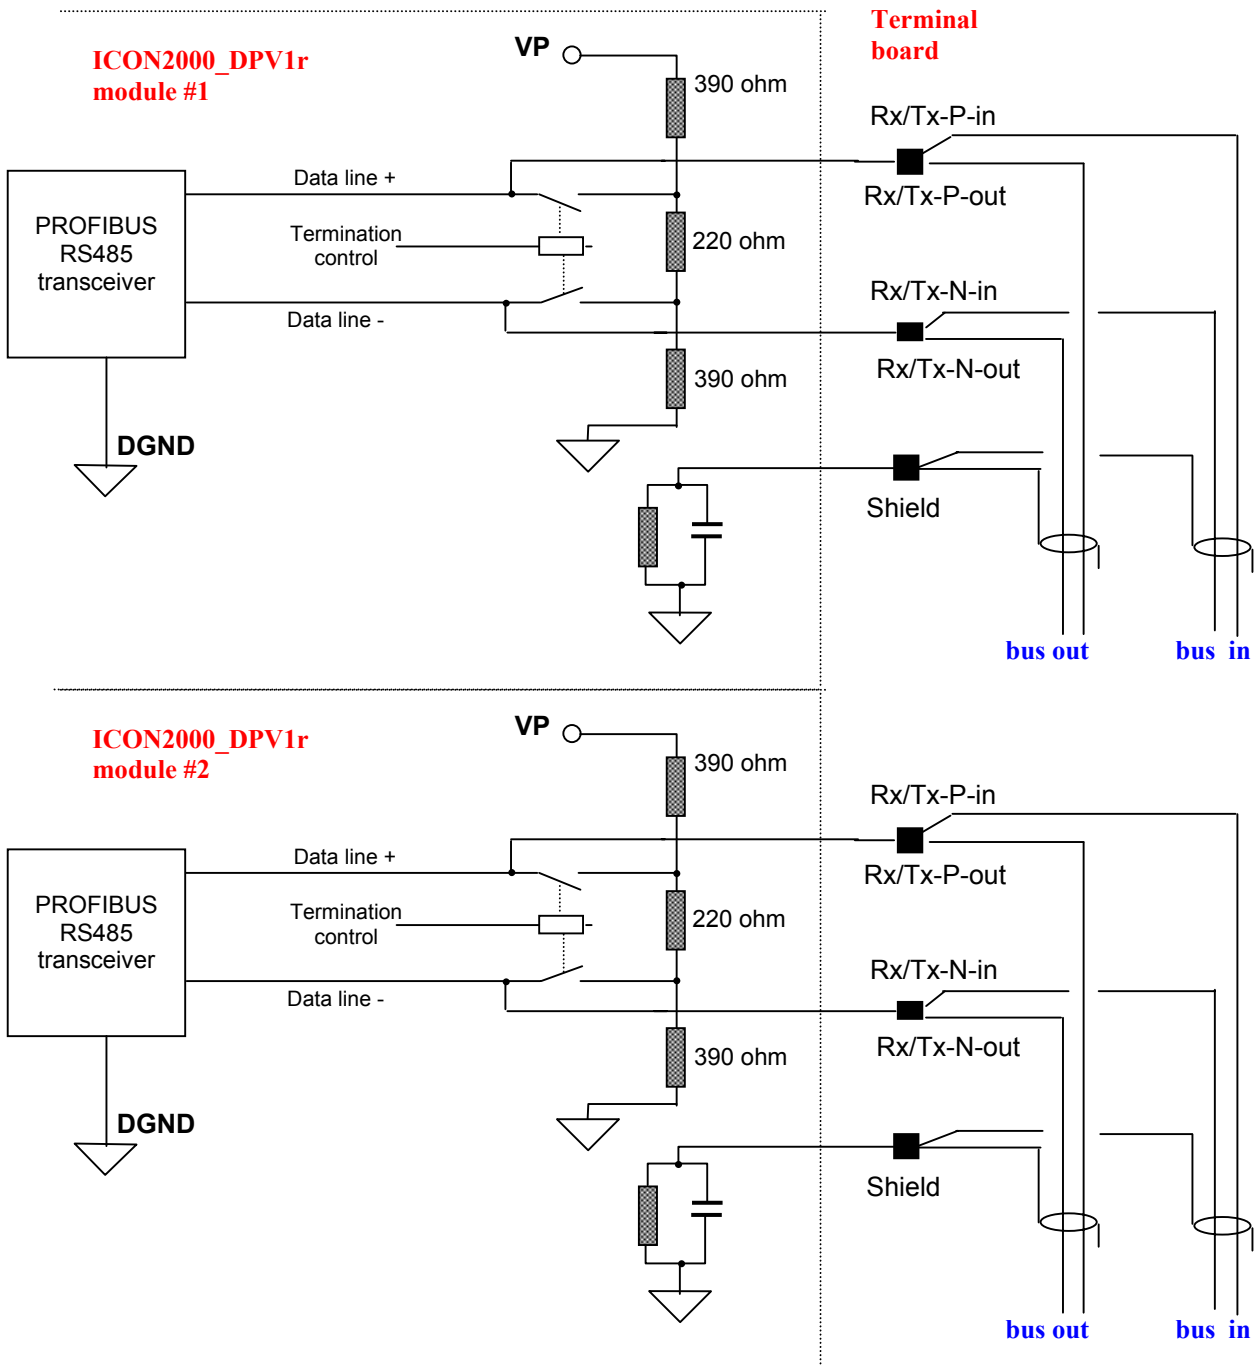 Terminal
board
ICON2000_DPV1r
module #1
VP
390 ohm
Rx/Tx-P-in
Data line +
Rx/Tx-P-out
PROFIBUS
RS485
transceiver
Termination
control
220 ohm
Rx/Tx-N-in
Data line -
Rx/Tx-N-out
390 ohm
DGND
Shield
bus out
bus in
ICON2000_DPV1r
module #2
VP
390 ohm
Rx/Tx-P-in
Data line +
Rx/Tx-P-out
PROFIBUS
RS485
transceiver
Termination
control
220 ohm
Rx/Tx-N-in
Data line -
Rx/Tx-N-out
390 ohm
DGND
Shield
bus out
bus in